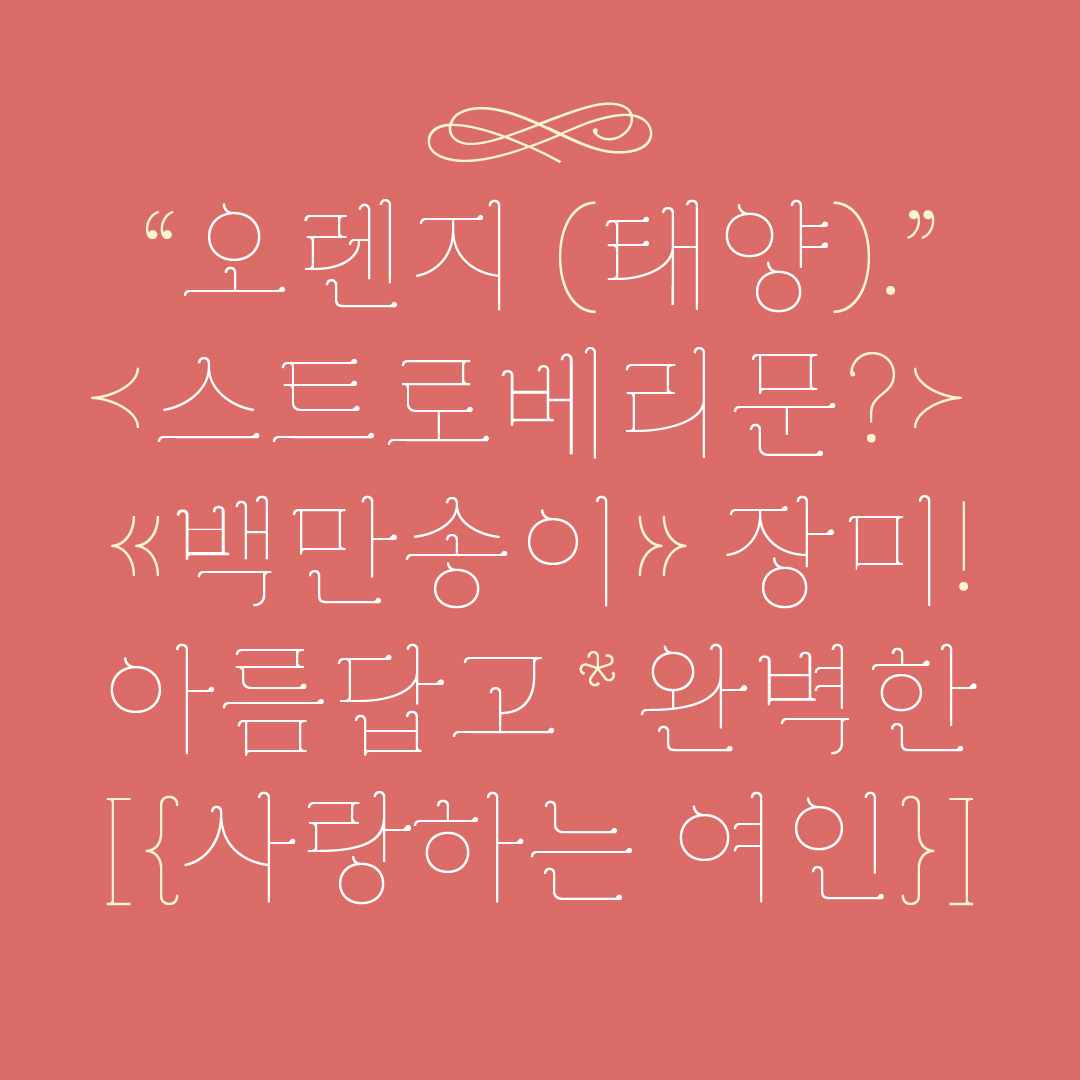 “오렌지 (태양).”
<스트로베리 문?>
《백만송이》 장미!
아름답고*완벽한
[{사랑하는 여인}]